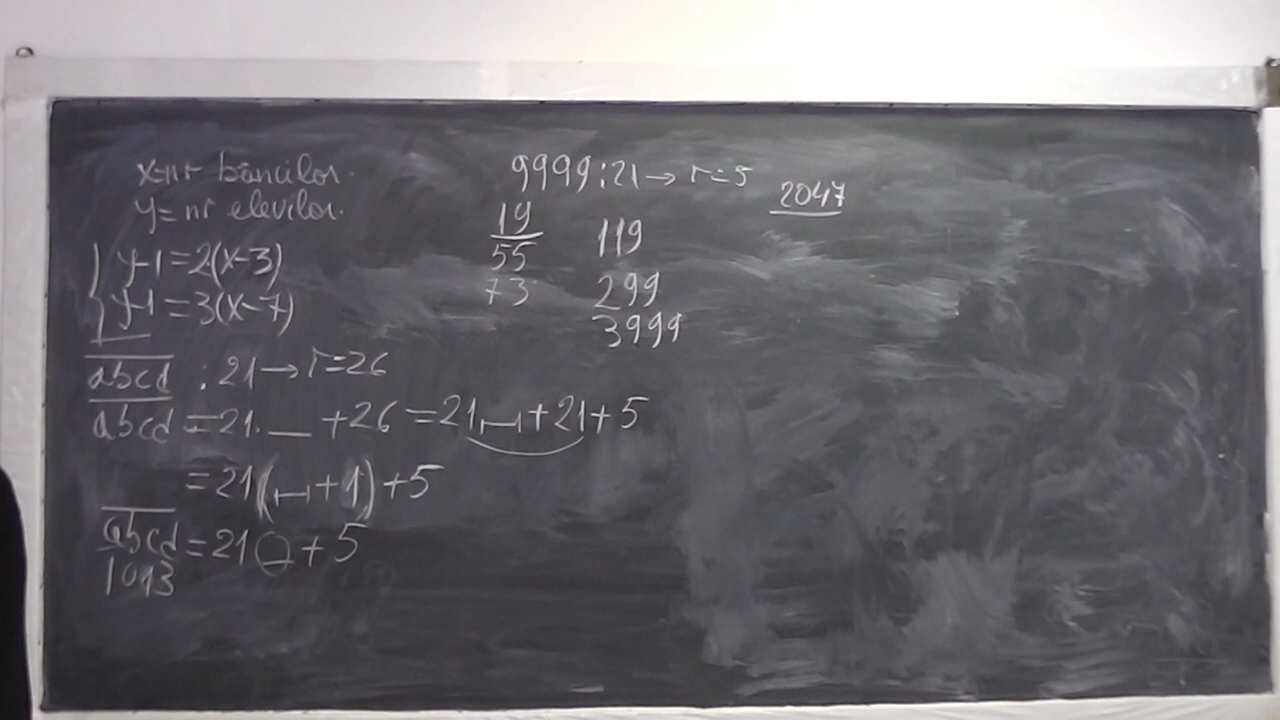 x=nr băncilor.
y=nr elevilor.
y-1=2(x-3)
y-1=3(x-7)
abcd : 21→r=26
abcd =21.__ +26 =21.__+21+5
=21(__+1)+5
abcd=21__+5
1013
9999:21→ r=5
19
55
73
119
299
3999
2047